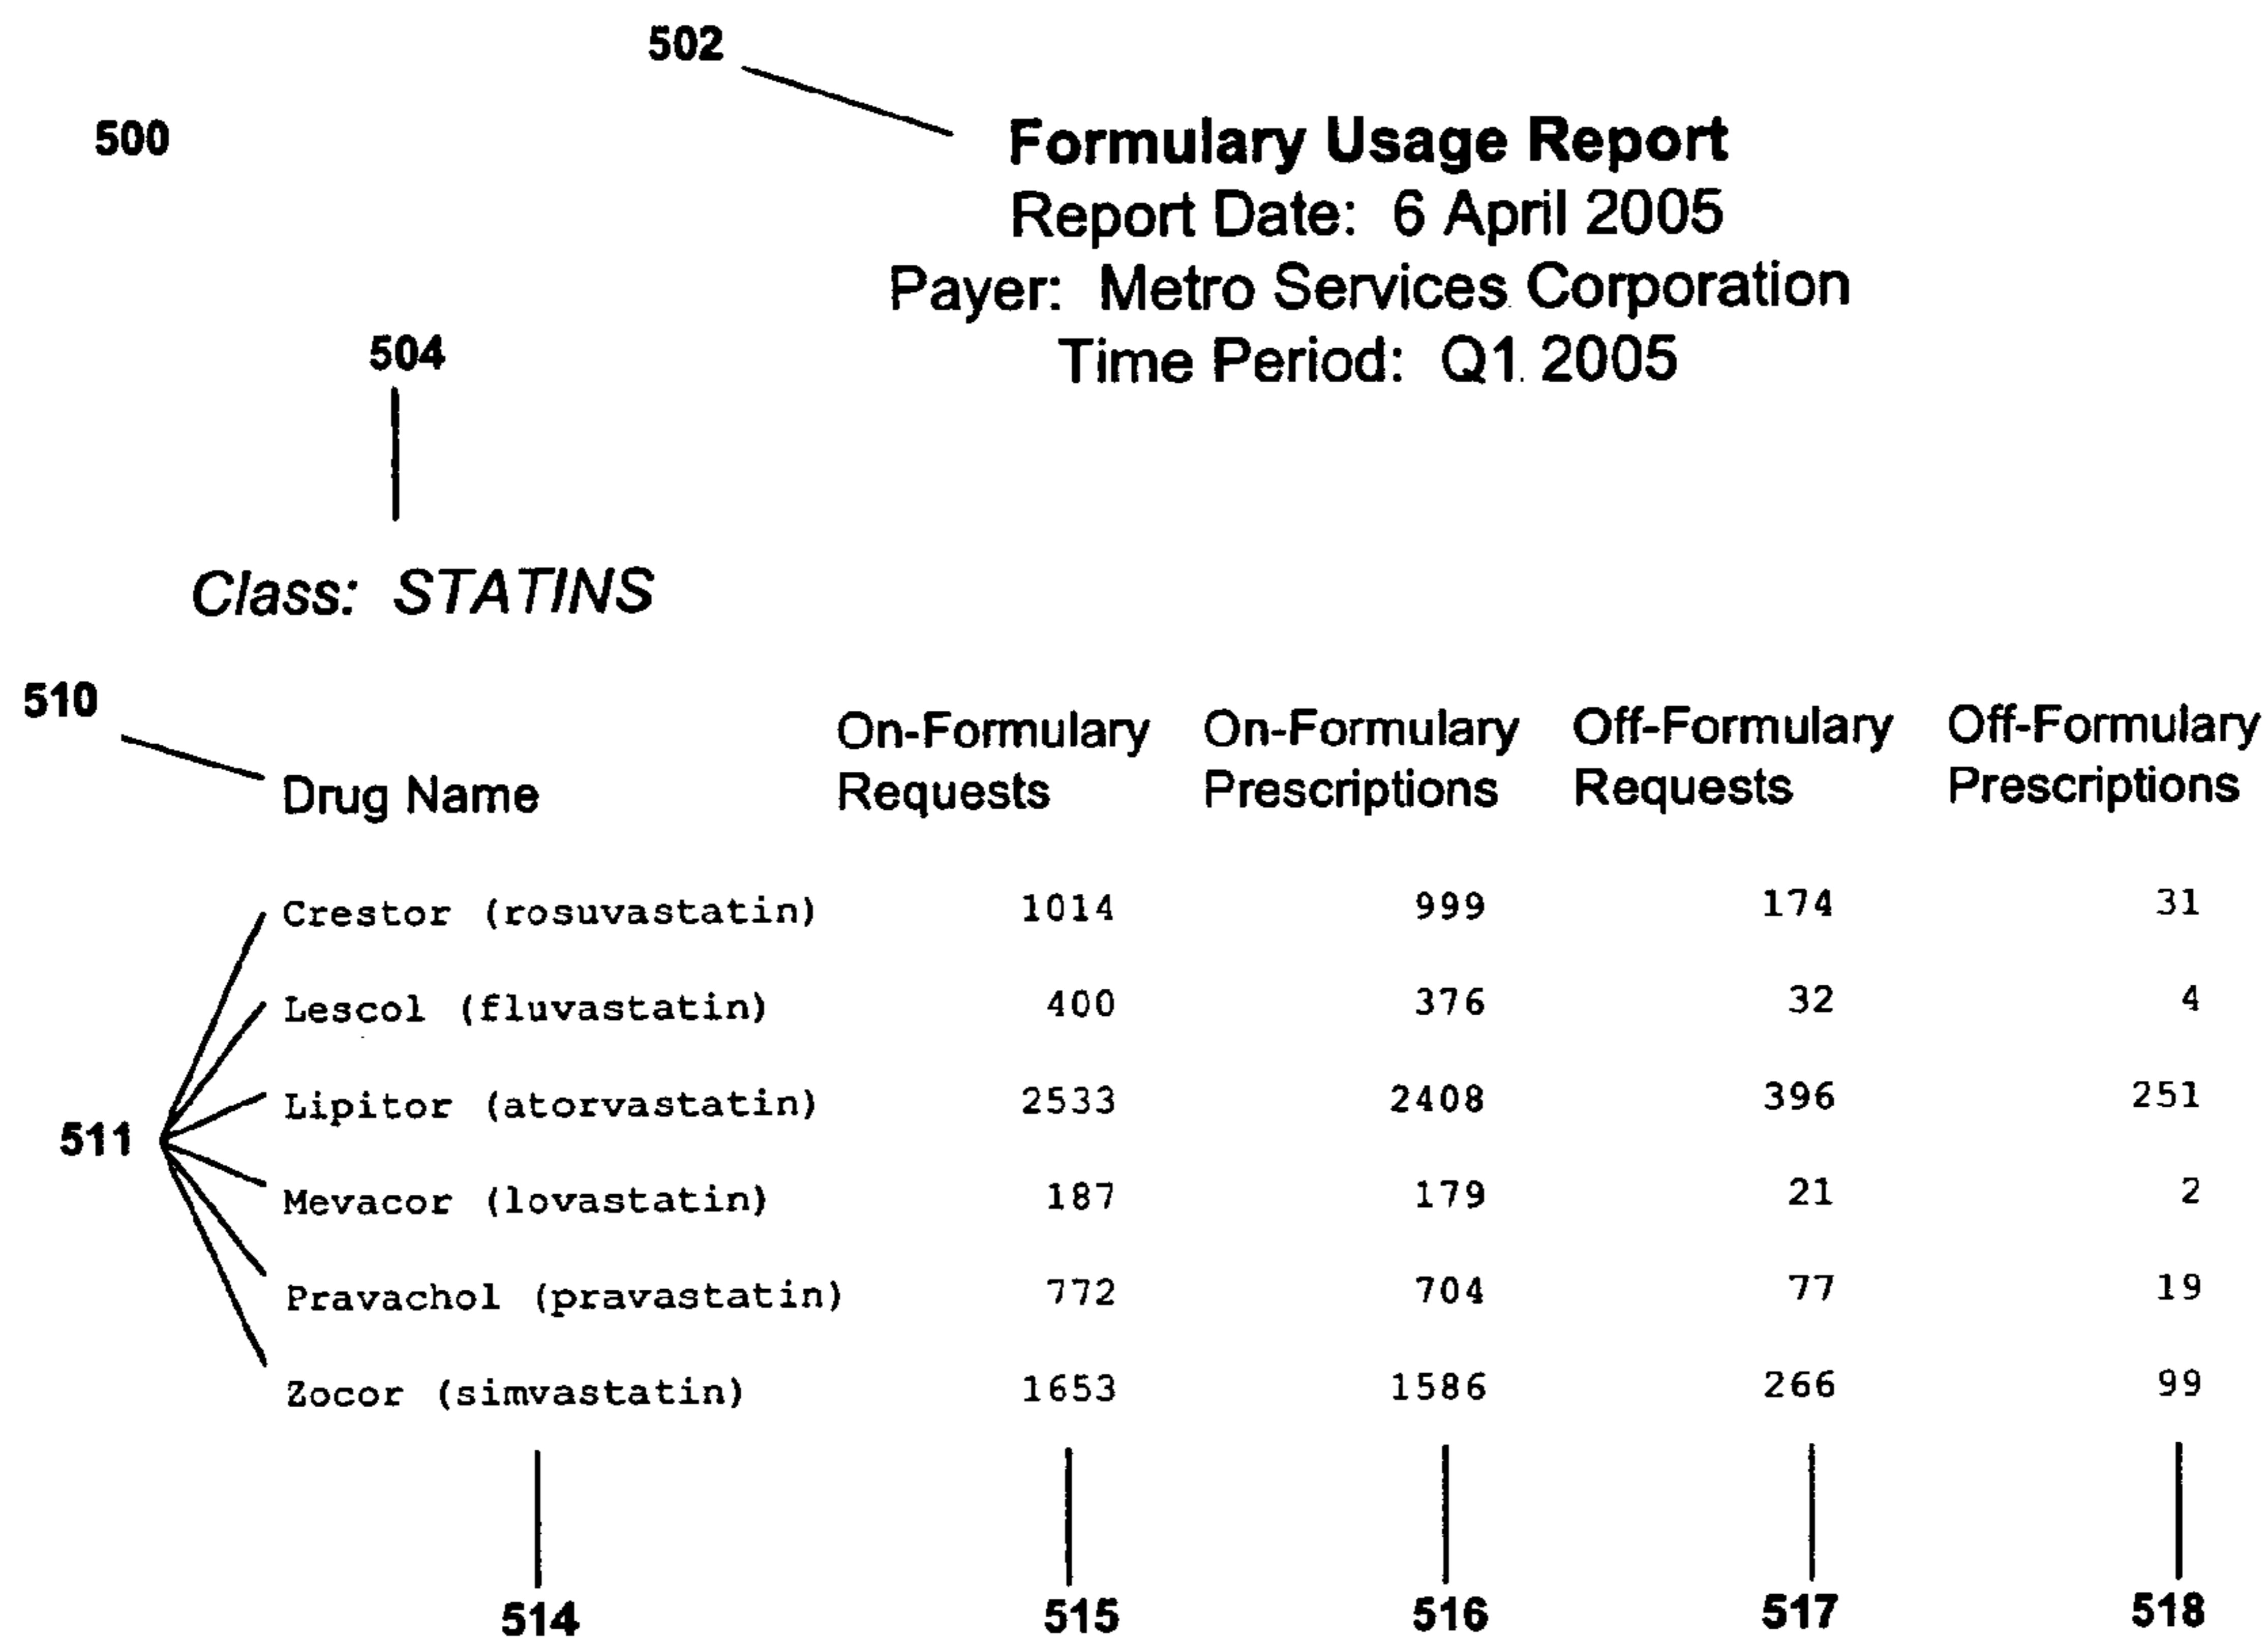 502
500
Formulary Usage Report
Report Date: 6 April 2005
Payer: Metro Services Corporation
Time Period: Q1 2005
504
Class: STATINS
510
Drug Name On-Formulary Requests On-Formulary Prescriptions Off-Formulary Requests Off-Formulary Prescriptions
Crestor (rosuvastatin) 1014 999 174 31
Lescol (fluvastatin) 400 376 32 4
Lipitor (atorvastatin) 2533 2408 396 251
511
Mevacor (lovastatin) 187 179 21 2
Pravachol (pravastatin) 772 704 77 19
Zocor (simvastatin) 1653 1586 266 99
514 515 516 517 518